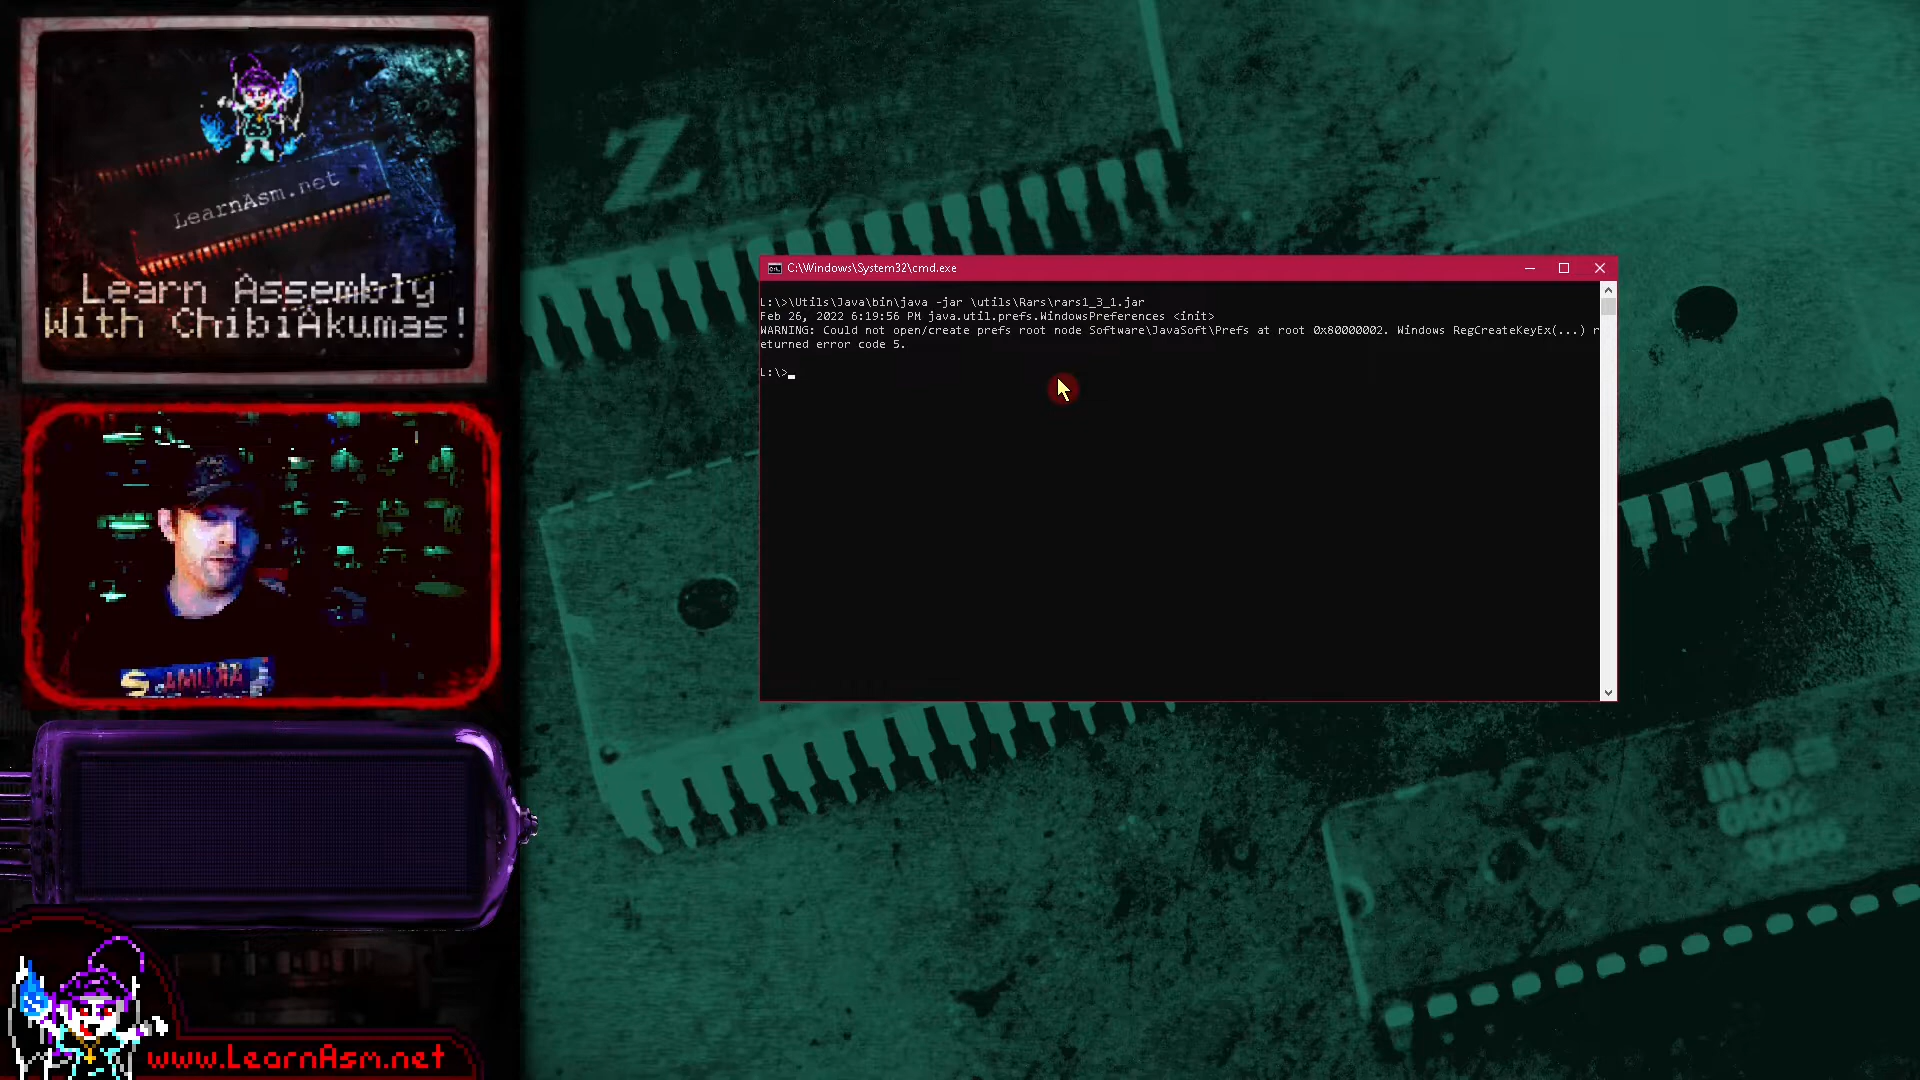 LearnAsm.net
Learn Assembly
With ChibiAkumas!
C:\Windows\System32\cmd.exe
L:\>\Utils\Java\bin\java -jar \utils\Rars\rars1_3_1.jar
Feb 26, 2022 6:19:56 PM java.util.prefs.WindowsPreferences <init>
WARNING: Could not open/create prefs root node Software\JavaSoft\Prefs at root 0x80000002. Windows RegCreateKeyEx(...) r
eturned error code 5.
L:\>
Z
mos
www.LearnAsm.net